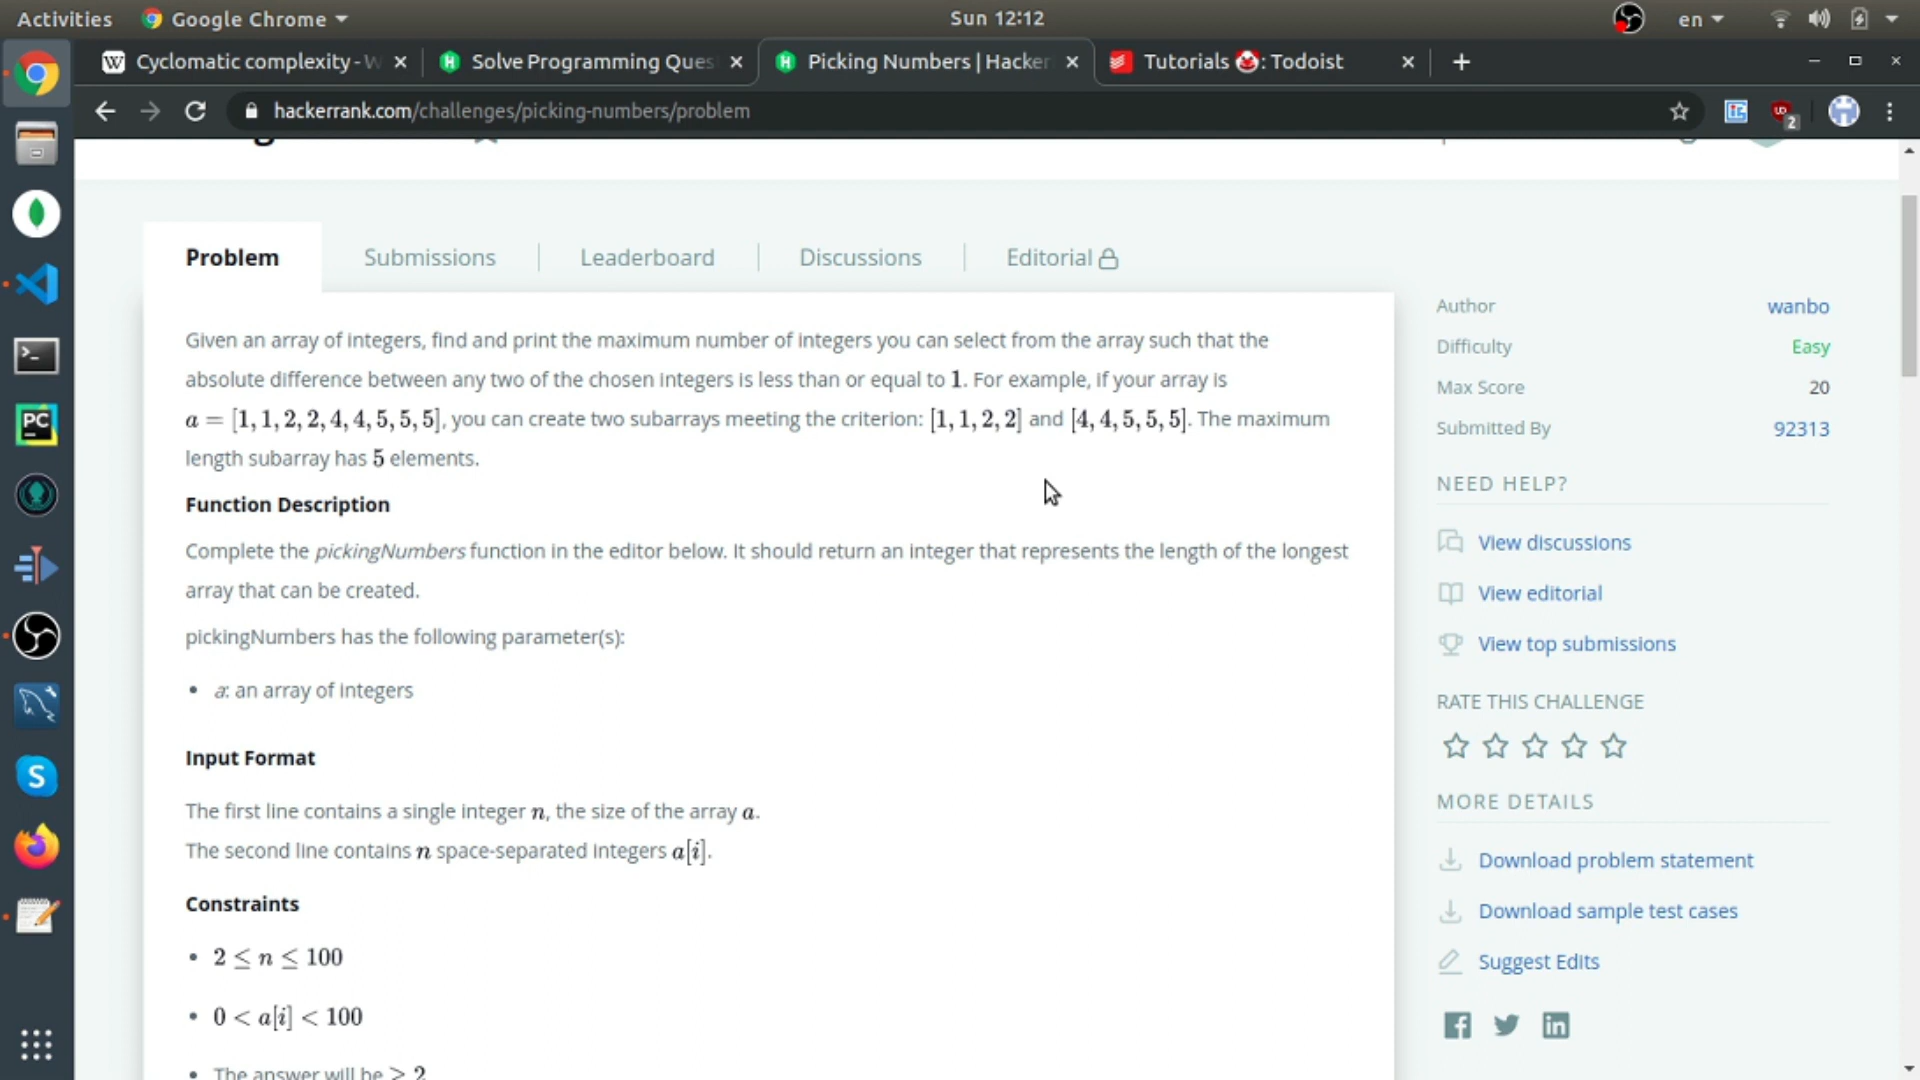 Activities
Google Chrome
Sun 12:12
en
Cyclomatic complexity - W
Solve Programming Ques
Picking Numbers | Hacker
Tutorials : Todoist
hackerrank.com/challenges/picking-numbers/problem
2
Problem
Submissions
Leaderboard
Discussions
Editorial
Given an array of integers, find and print the maximum number of integers you can select from the array such that the
absolute difference between any two of the chosen integers is less than or equal to 1. For example, if your array is
a = [1, 1, 2, 2, 4, 4, 5, 5, 5], you can create two subarrays meeting the criterion: [1, 1, 2, 2] and [4, 4, 5, 5, 5]. The maximum
length subarray has 5 elements.
Function Description
Complete the pickingNumbers function in the editor below. It should return an integer that represents the length of the longest
array that can be created.
pickingNumbers has the following parameter(s):
• a: an array of integers
Input Format
The first line contains a single integer n, the size of the array a.
The second line contains n space-separated integers a[i].
Constraints
• 2 ≤ n ≤ 100
• 0 < a[i] < 100
• The answer will be ≥ 2
Author wanbo
Difficulty Easy
Max Score 20
Submitted By 92313
NEED HELP?
View discussions
View editorial
View top submissions
RATE THIS CHALLENGE
MORE DETAILS
Download problem statement
Download sample test cases
Suggest Edits